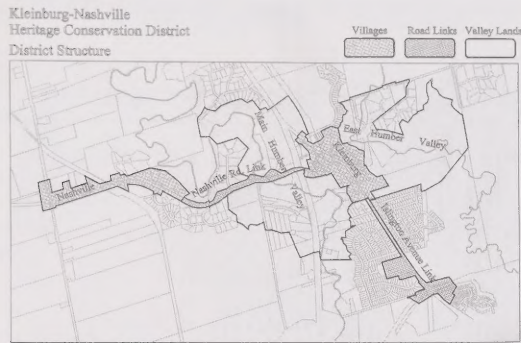 Kleinburg-Nashville
Heritage Conservation District
District Structure
Villages
Road Links
Valley Lands
Nashville
Nashville Rd. Link
Main
Humber
Valley
Kleinburg
East Humber Valley
Islington Avenue Link